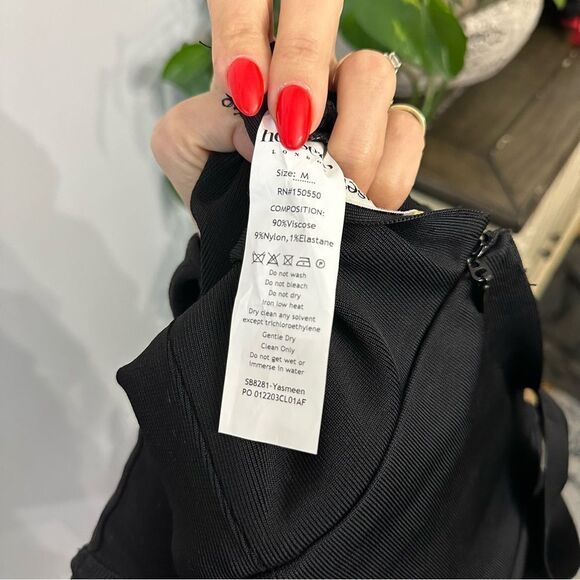 LONDON
Size: M
RN#150550
COMPOSITION:
90%Viscose
9%Nylon,1%Elastane
Do not wash
Do not bleach
Do not dry
Iron low heat
Dry clean any solvent
except trichloroethylene
Gentle Dry
Clean Only
Do not get wet or
immerse in water
SB8281-Yasmeen
PO 012203CL01AF